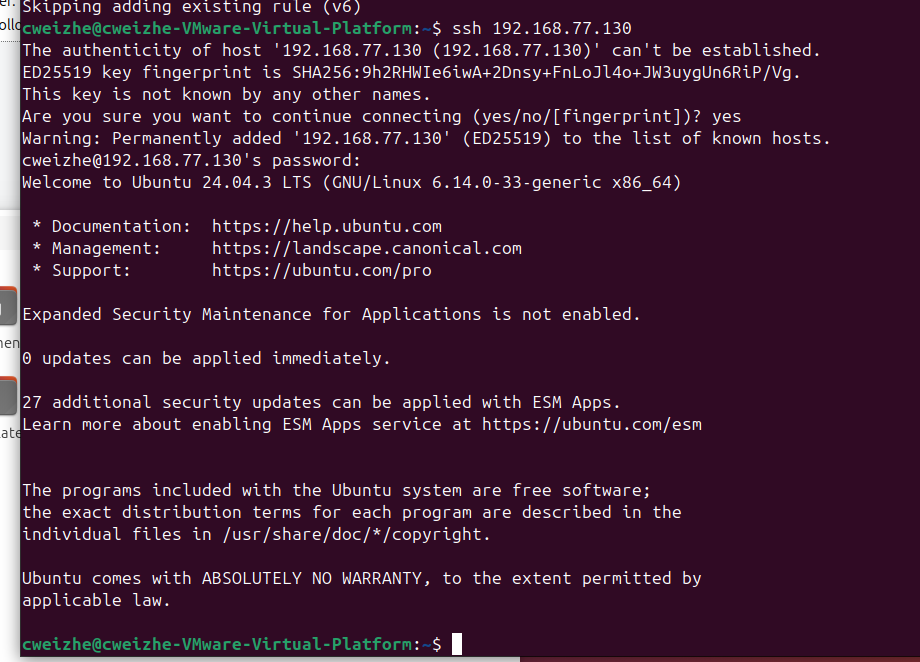 Skipping adding existing rule (v6)
cweizhe@cweizhe-VMware-Virtual-Platform:~$ ssh 192.168.77.130
The authenticity of host '192.168.77.130 (192.168.77.130)' can't be established.
ED25519 key fingerprint is SHA256:9h2RHWIe6iwA+2Dnsy+FnLoJl4o+JW3uygUn6RiP/Vg.
This key is not known by any other names.
Are you sure you want to continue connecting (yes/no/[fingerprint])? yes
Warning: Permanently added '192.168.77.130' (ED25519) to the list of known hosts.
cweizhe@192.168.77.130's password:
Welcome to Ubuntu 24.04.3 LTS (GNU/Linux 6.14.0-33-generic x86_64)
* Documentation: https://help.ubuntu.com
* Management: https://landscape.canonical.com
* Support: https://ubuntu.com/pro
Expanded Security Maintenance for Applications is not enabled.
0 updates can be applied immediately.
27 additional security updates can be applied with ESM Apps.
Learn more about enabling ESM Apps service at https://ubuntu.com/esm
The programs included with the Ubuntu system are free software;
the exact distribution terms for each program are described in the
individual files in /usr/share/doc/*/copyright.
Ubuntu comes with ABSOLUTELY NO WARRANTY, to the extent permitted by
applicable law.
cweizhe@cweizhe-VMware-Virtual-Platform:~$